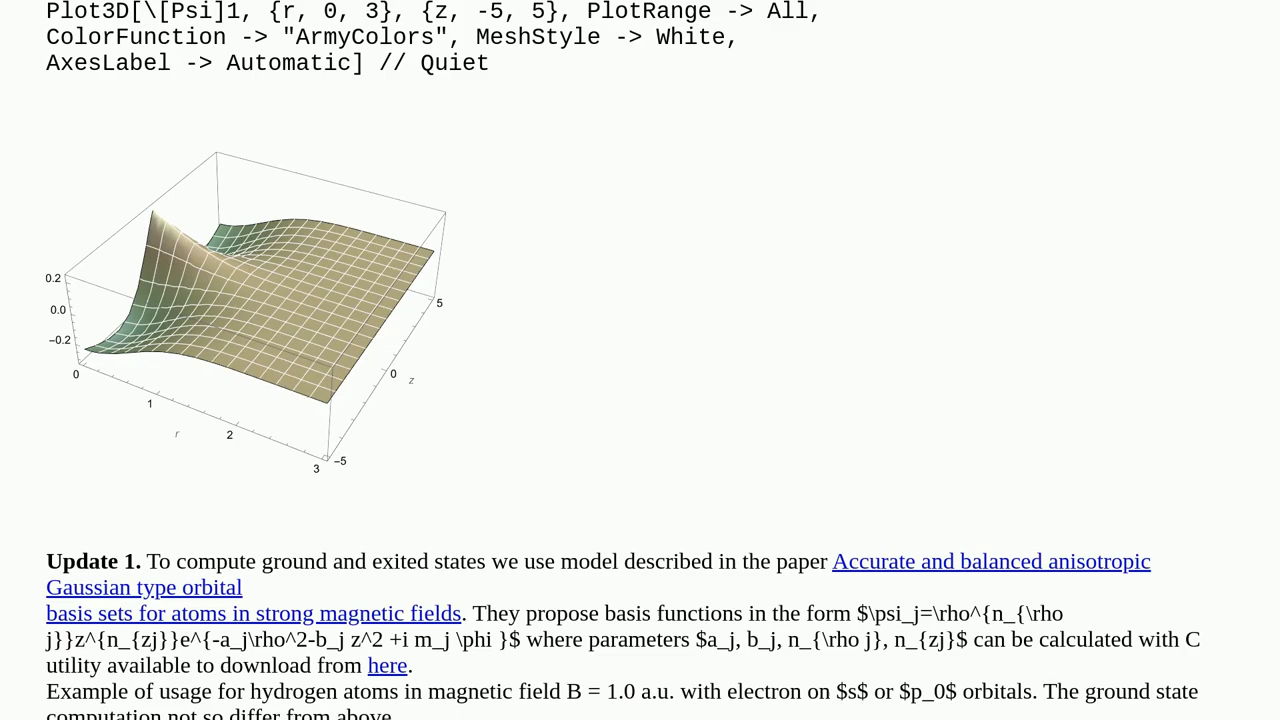 Plot3D[\[Psi]1, {r, 0, 3}, {z, -5, 5}, PlotRange -> All,
ColorFunction -> "ArmyColors", MeshStyle -> White,
AxesLabel -> Automatic] // Quiet
0.2
0.0
−0.2
0
1
2
3
r
−5
0
5
z
Update 1. To compute ground and exited states we use model described in the paper Accurate and balanced anisotropic
Gaussian type orbital
basis sets for atoms in strong magnetic fields. They propose basis functions in the form $\psi_j=\rho^{n_{\rho
j}}z^{n_{zj}}e^{-a_j\rho^2-b_j z^2 +i m_j \phi }$ where parameters $a_j, b_j, n_{\rho j}, n_{zj}$ can be calculated with C
utility available to download from here.
Example of usage for hydrogen atoms in magnetic field B = 1.0 a.u. with electron on $s$ or $p_0$ orbitals. The ground state
computation not so differ from above.